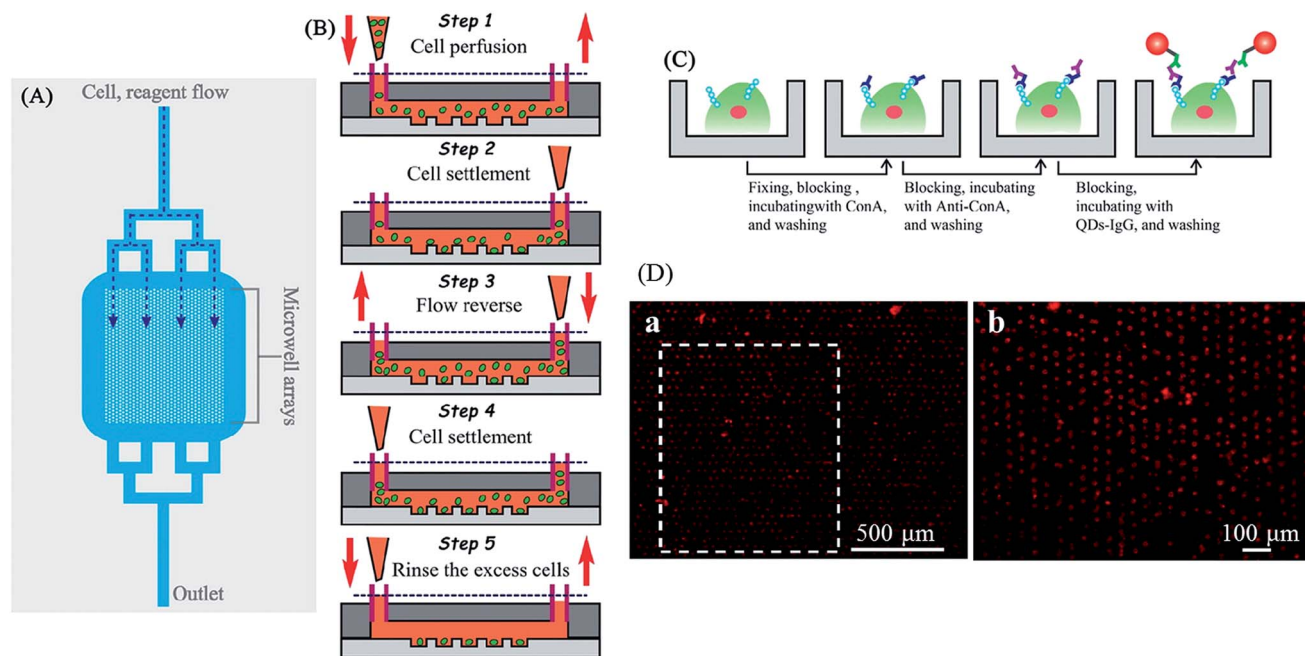 (A)
Cell, reagent flow
Microwell arrays
Outlet
(B)
Step 1
Cell perfusion
Step 2
Cell settlement
Step 3
Flow reverse
Step 4
Cell settlement
Step 5
Rinse the excess cells
(C)
Fixing, blocking ,
incubatingwith ConA,
and washing
Blocking, incubating
with Anti-ConA,
and washing
Blocking,
incubating with
QDs-IgG, and washing
(D)
a
500 μm
b
100 μm